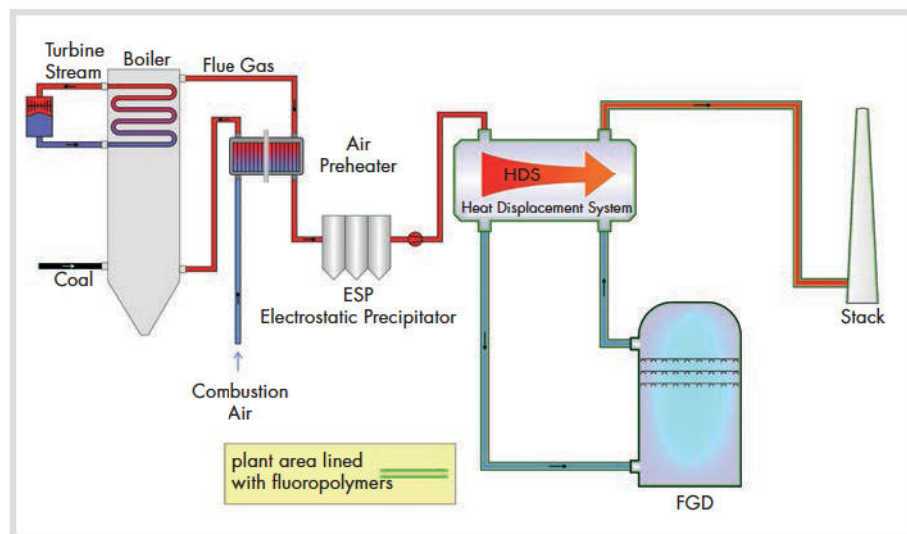 Turbine
Stream
Boiler
Flue Gas
Air
Preheater
HDS
Heat Displacement System
Coal
ESP
Electrostatic Precipitator
Stack
Combustion
Air
plant area lined
with fluoropolymers
FGD